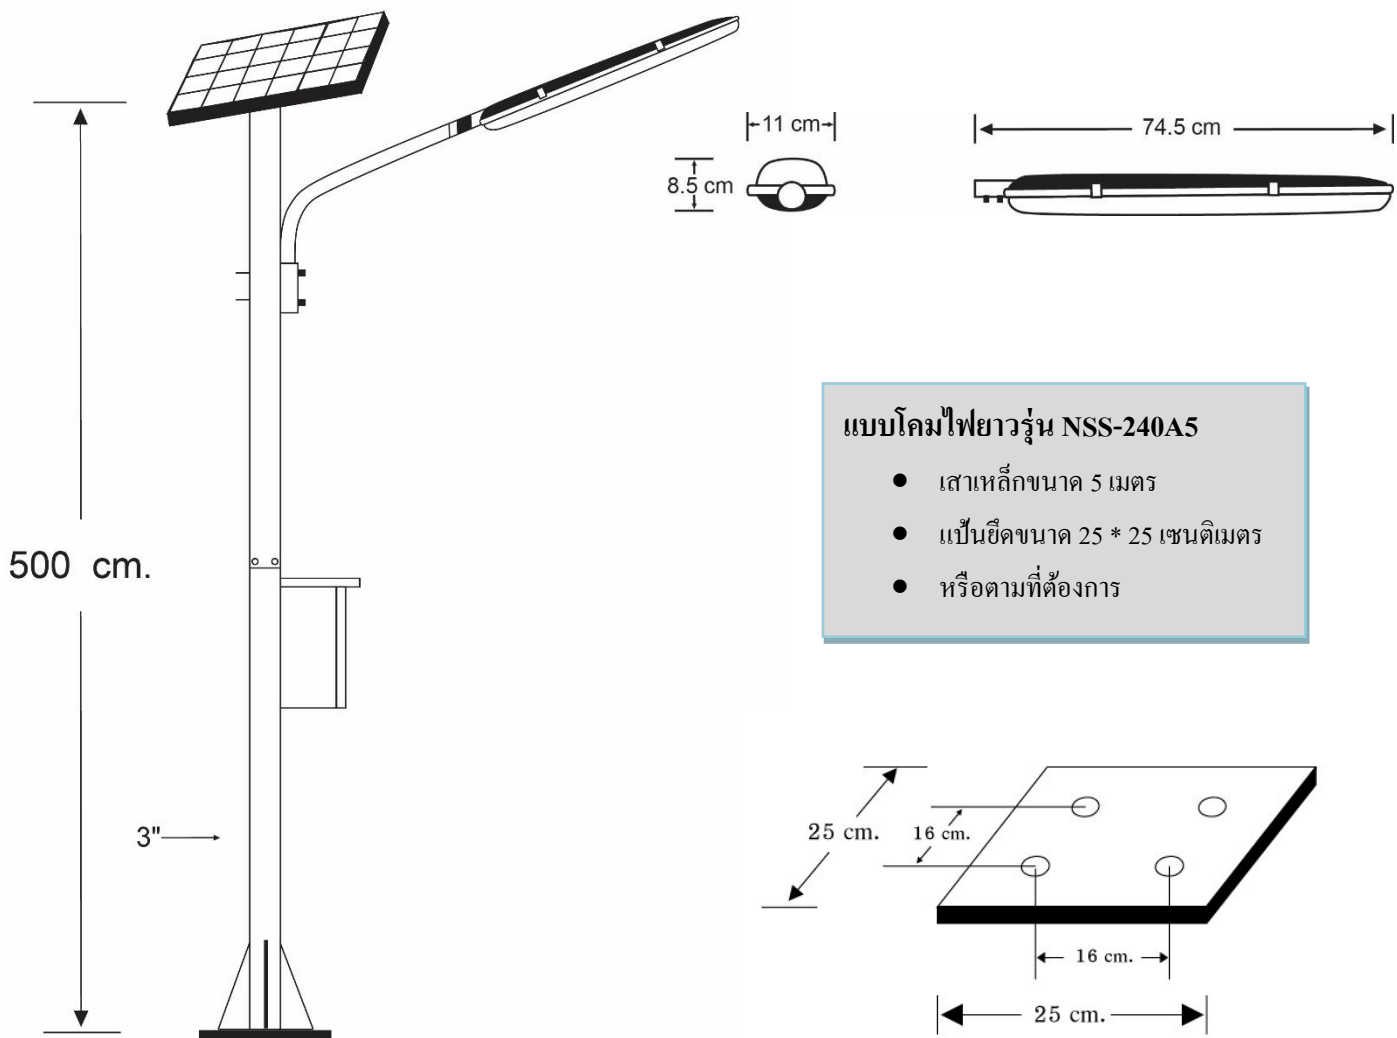 11 cm
74.5 cm
8.5 cm
แบบโคมไฟยาวรุ่น NSS-240A5
● เสาเหล็กขนาด 5 เมตร
● แป้นยึดขนาด 25 * 25 เซนติเมตร
● หรือตามที่ต้องการ
500 cm.
3"
25 cm.
16 cm.
16 cm.
25 cm.